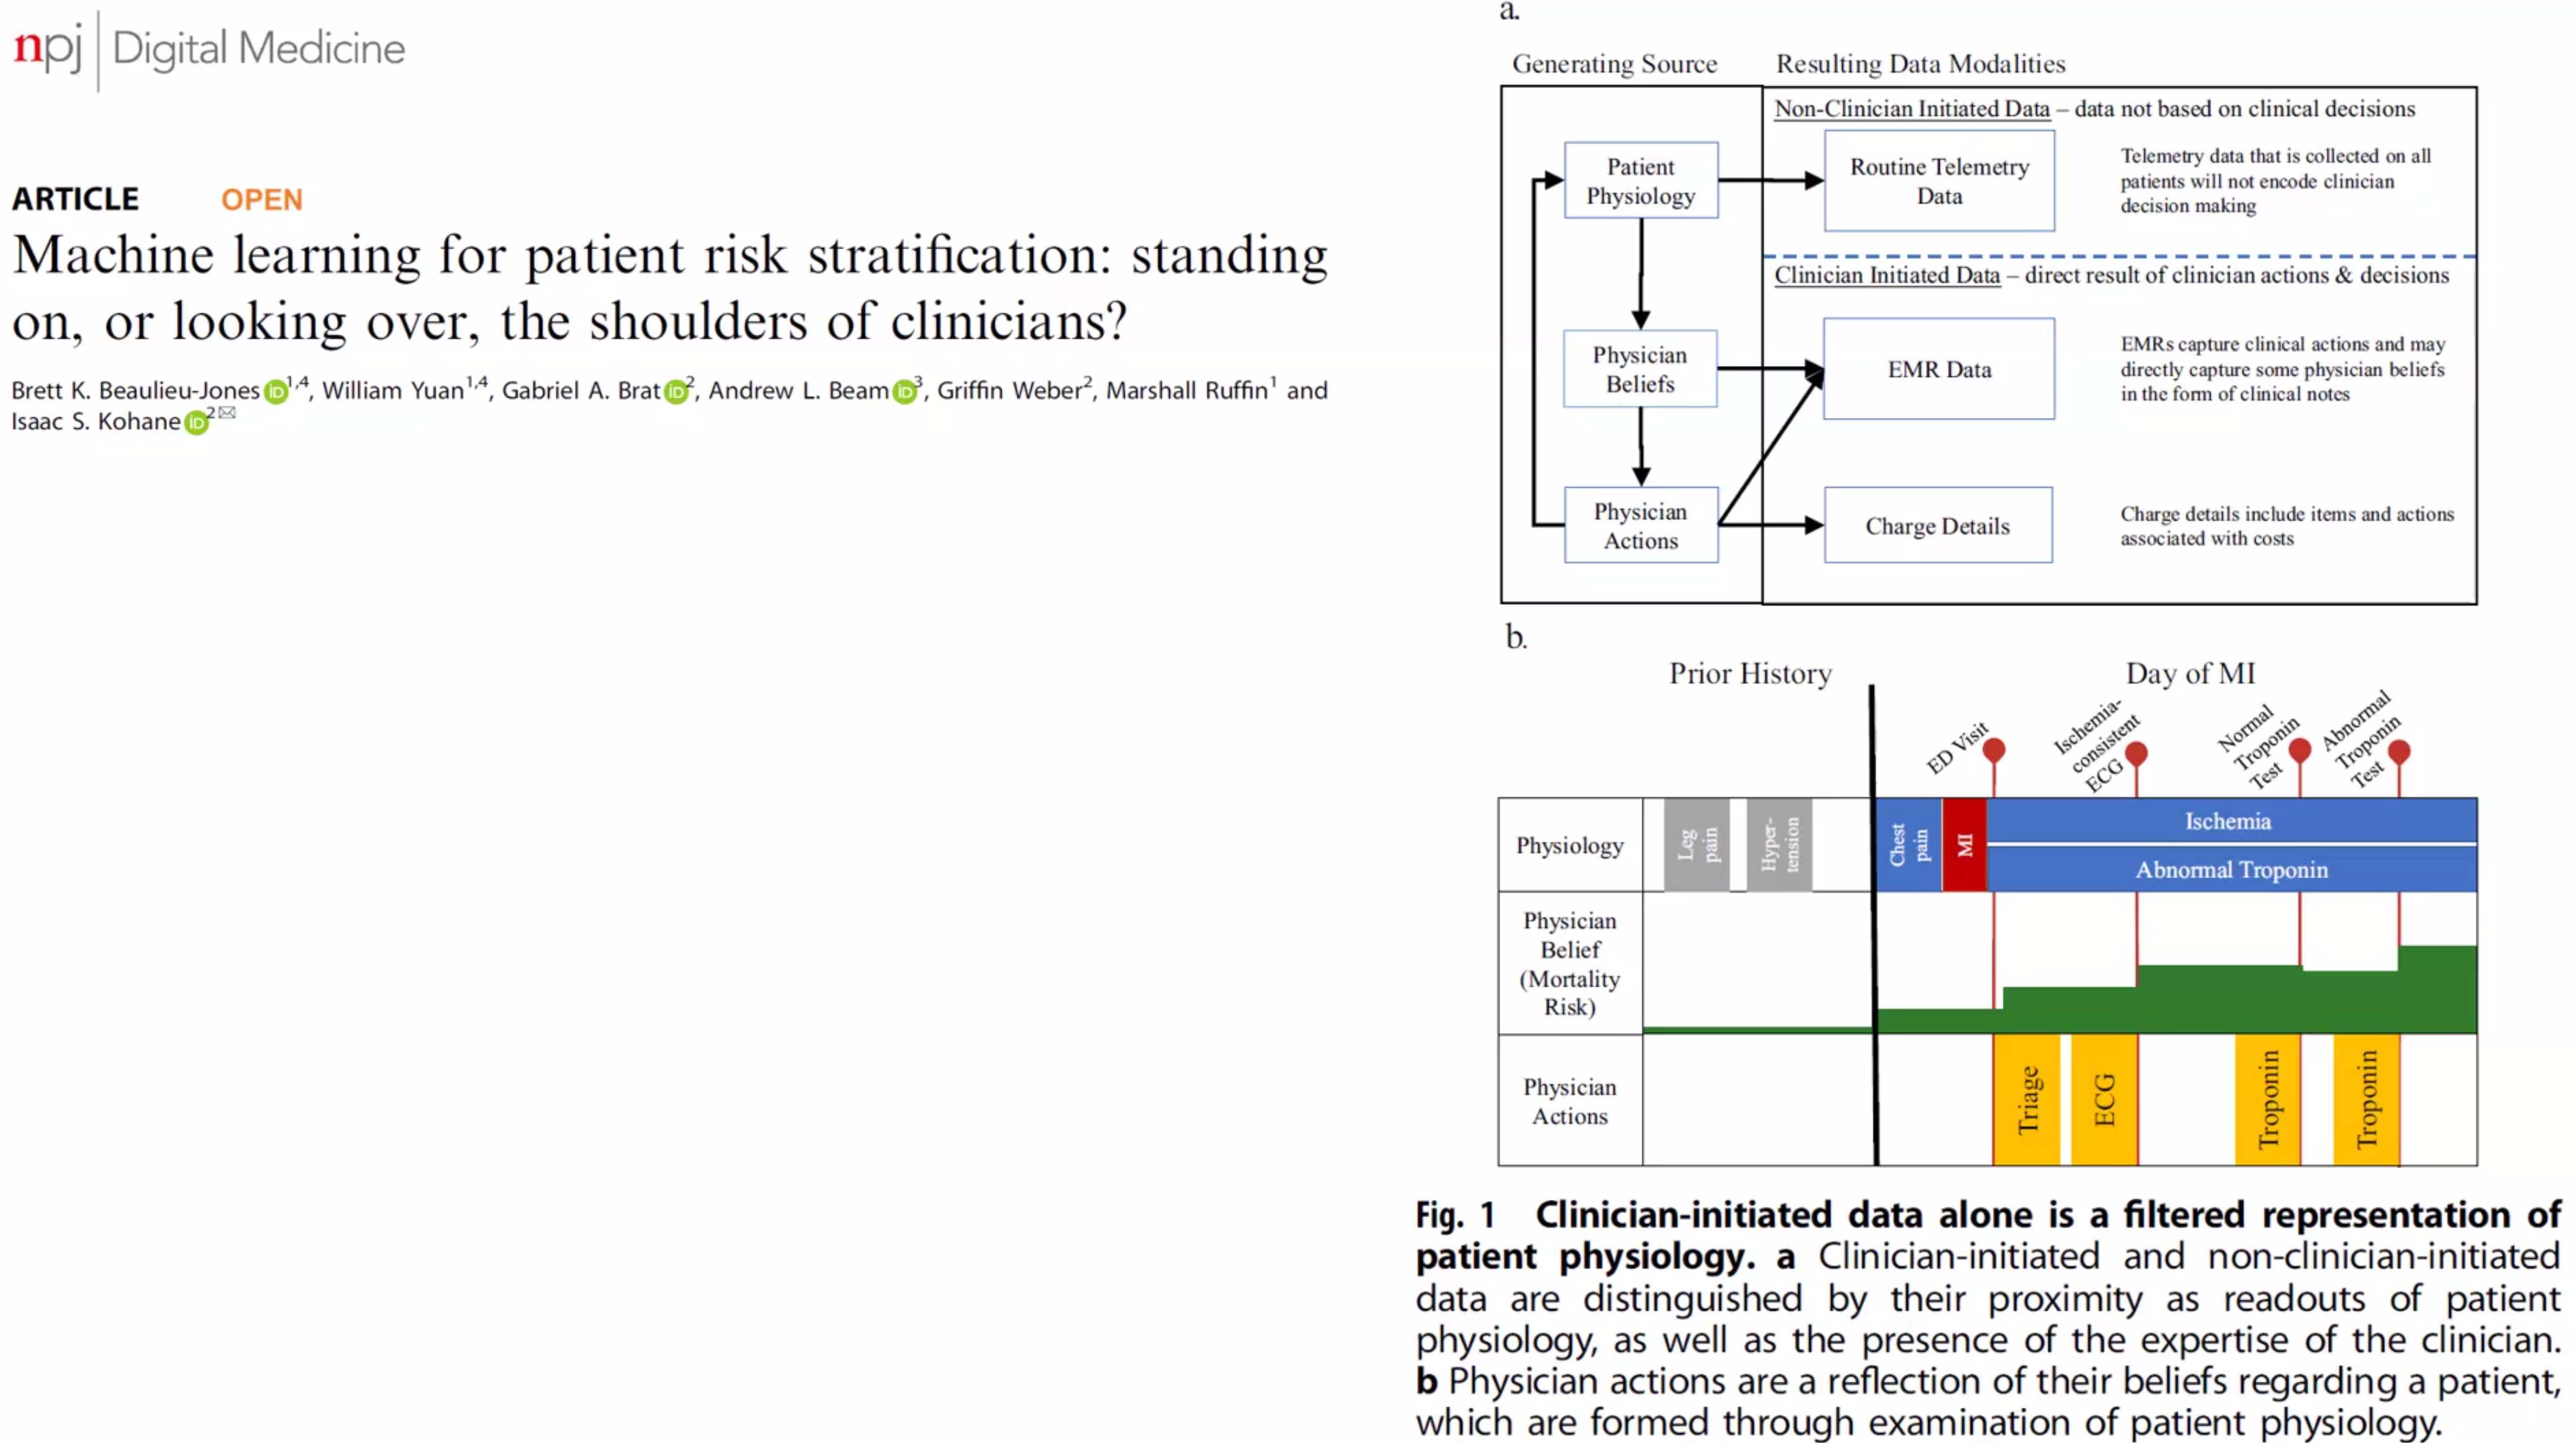 npj | Digital Medicine
ARTICLE OPEN
Machine learning for patient risk stratification: standing
on, or looking over, the shoulders of clinicians?
Brett K. Beaulieu-Jones iD 1,4, William Yuan1,4, Gabriel A. Brat iD 2, Andrew L. Beam iD 3, Griffin Weber2, Marshall Ruffin1 and
Isaac S. Kohane iD 2✉
a.
Generating Source
Resulting Data Modalities
Non-Clinician Initiated Data – data not based on clinical decisions
Patient
Physiology
Routine Telemetry
Data
Telemetry data that is collected on all
patients will not encode clinician
decision making
Clinician Initiated Data – direct result of clinician actions & decisions
Physician
Beliefs
EMR Data
EMRs capture clinical actions and may
directly capture some physician beliefs
in the form of clinical notes
Physician
Actions
Charge Details
Charge details include items and actions
associated with costs
b.
Prior History
Day of MI
ED Visit
Ischemia-
consistent
ECG
Normal
Troponin
Test
Abnormal
Troponin
Test
Physiology
Leg
pain
Hyper-
tension
Chest
pain
MI
Ischemia
Abnormal Troponin
Physician
Belief
(Mortality
Risk)
Physician
Actions
Triage
ECG
Troponin
Troponin
Fig. 1 Clinician-initiated data alone is a filtered representation of
patient physiology. a Clinician-initiated and non-clinician-initiated
data are distinguished by their proximity as readouts of patient
physiology, as well as the presence of the expertise of the clinician.
b Physician actions are a reflection of their beliefs regarding a patient,
which are formed through examination of patient physiology.